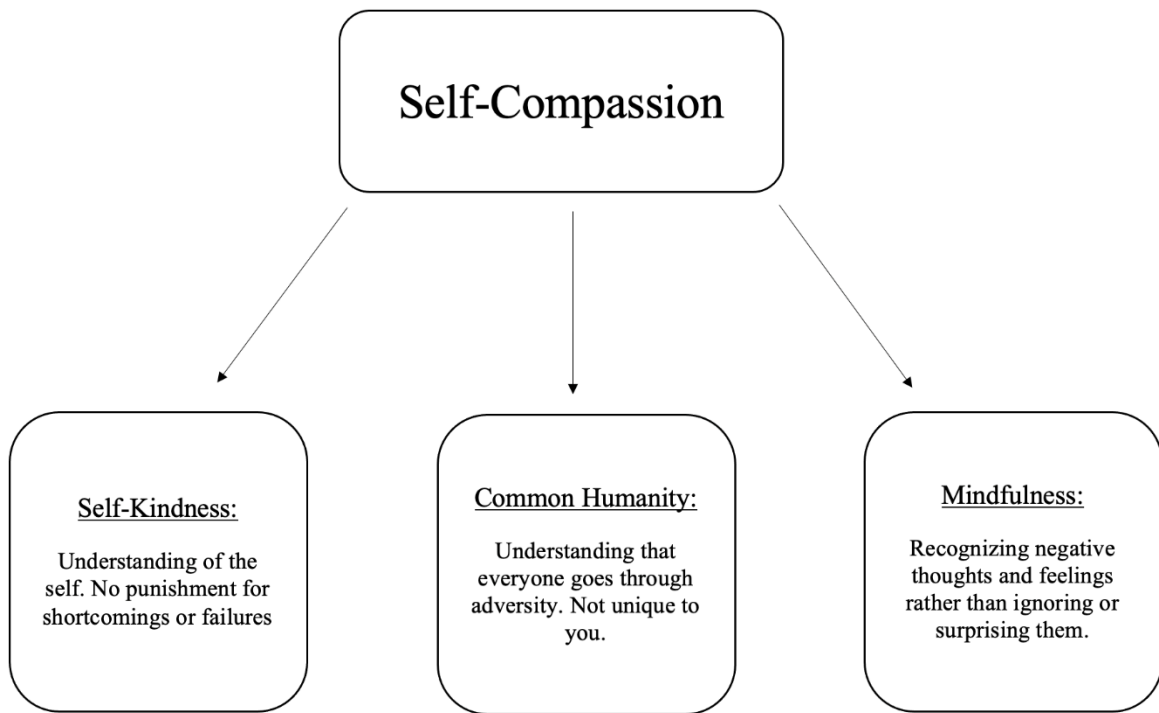 Self-Compassion
Self-Kindness:
Understanding of the
self. No punishment for
shortcomings or failures
Common Humanity:
Understanding that
everyone goes through
adversity. Not unique to
you.
Mindfulness:
Recognizing negative
thoughts and feelings
rather than ignoring or
surprising them.